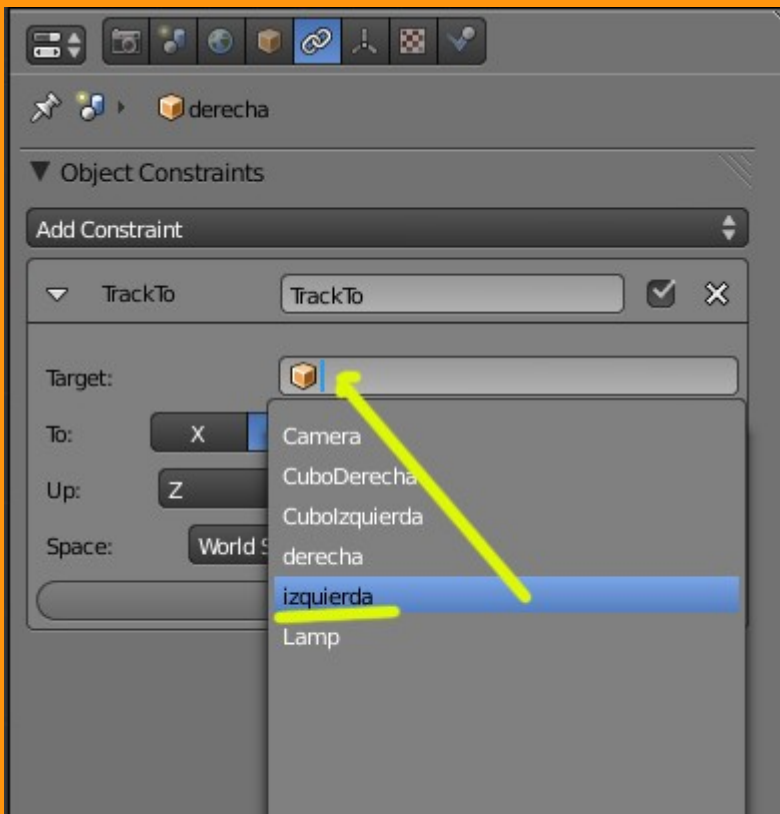 derecha
Object Constraints
Add Constraint
TrackTo TrackTo
Target:
To: X
Up: Z
Space: World S
Camera
CuboDerecha
CuboIzquierda
derecha
izquierda
Lamp